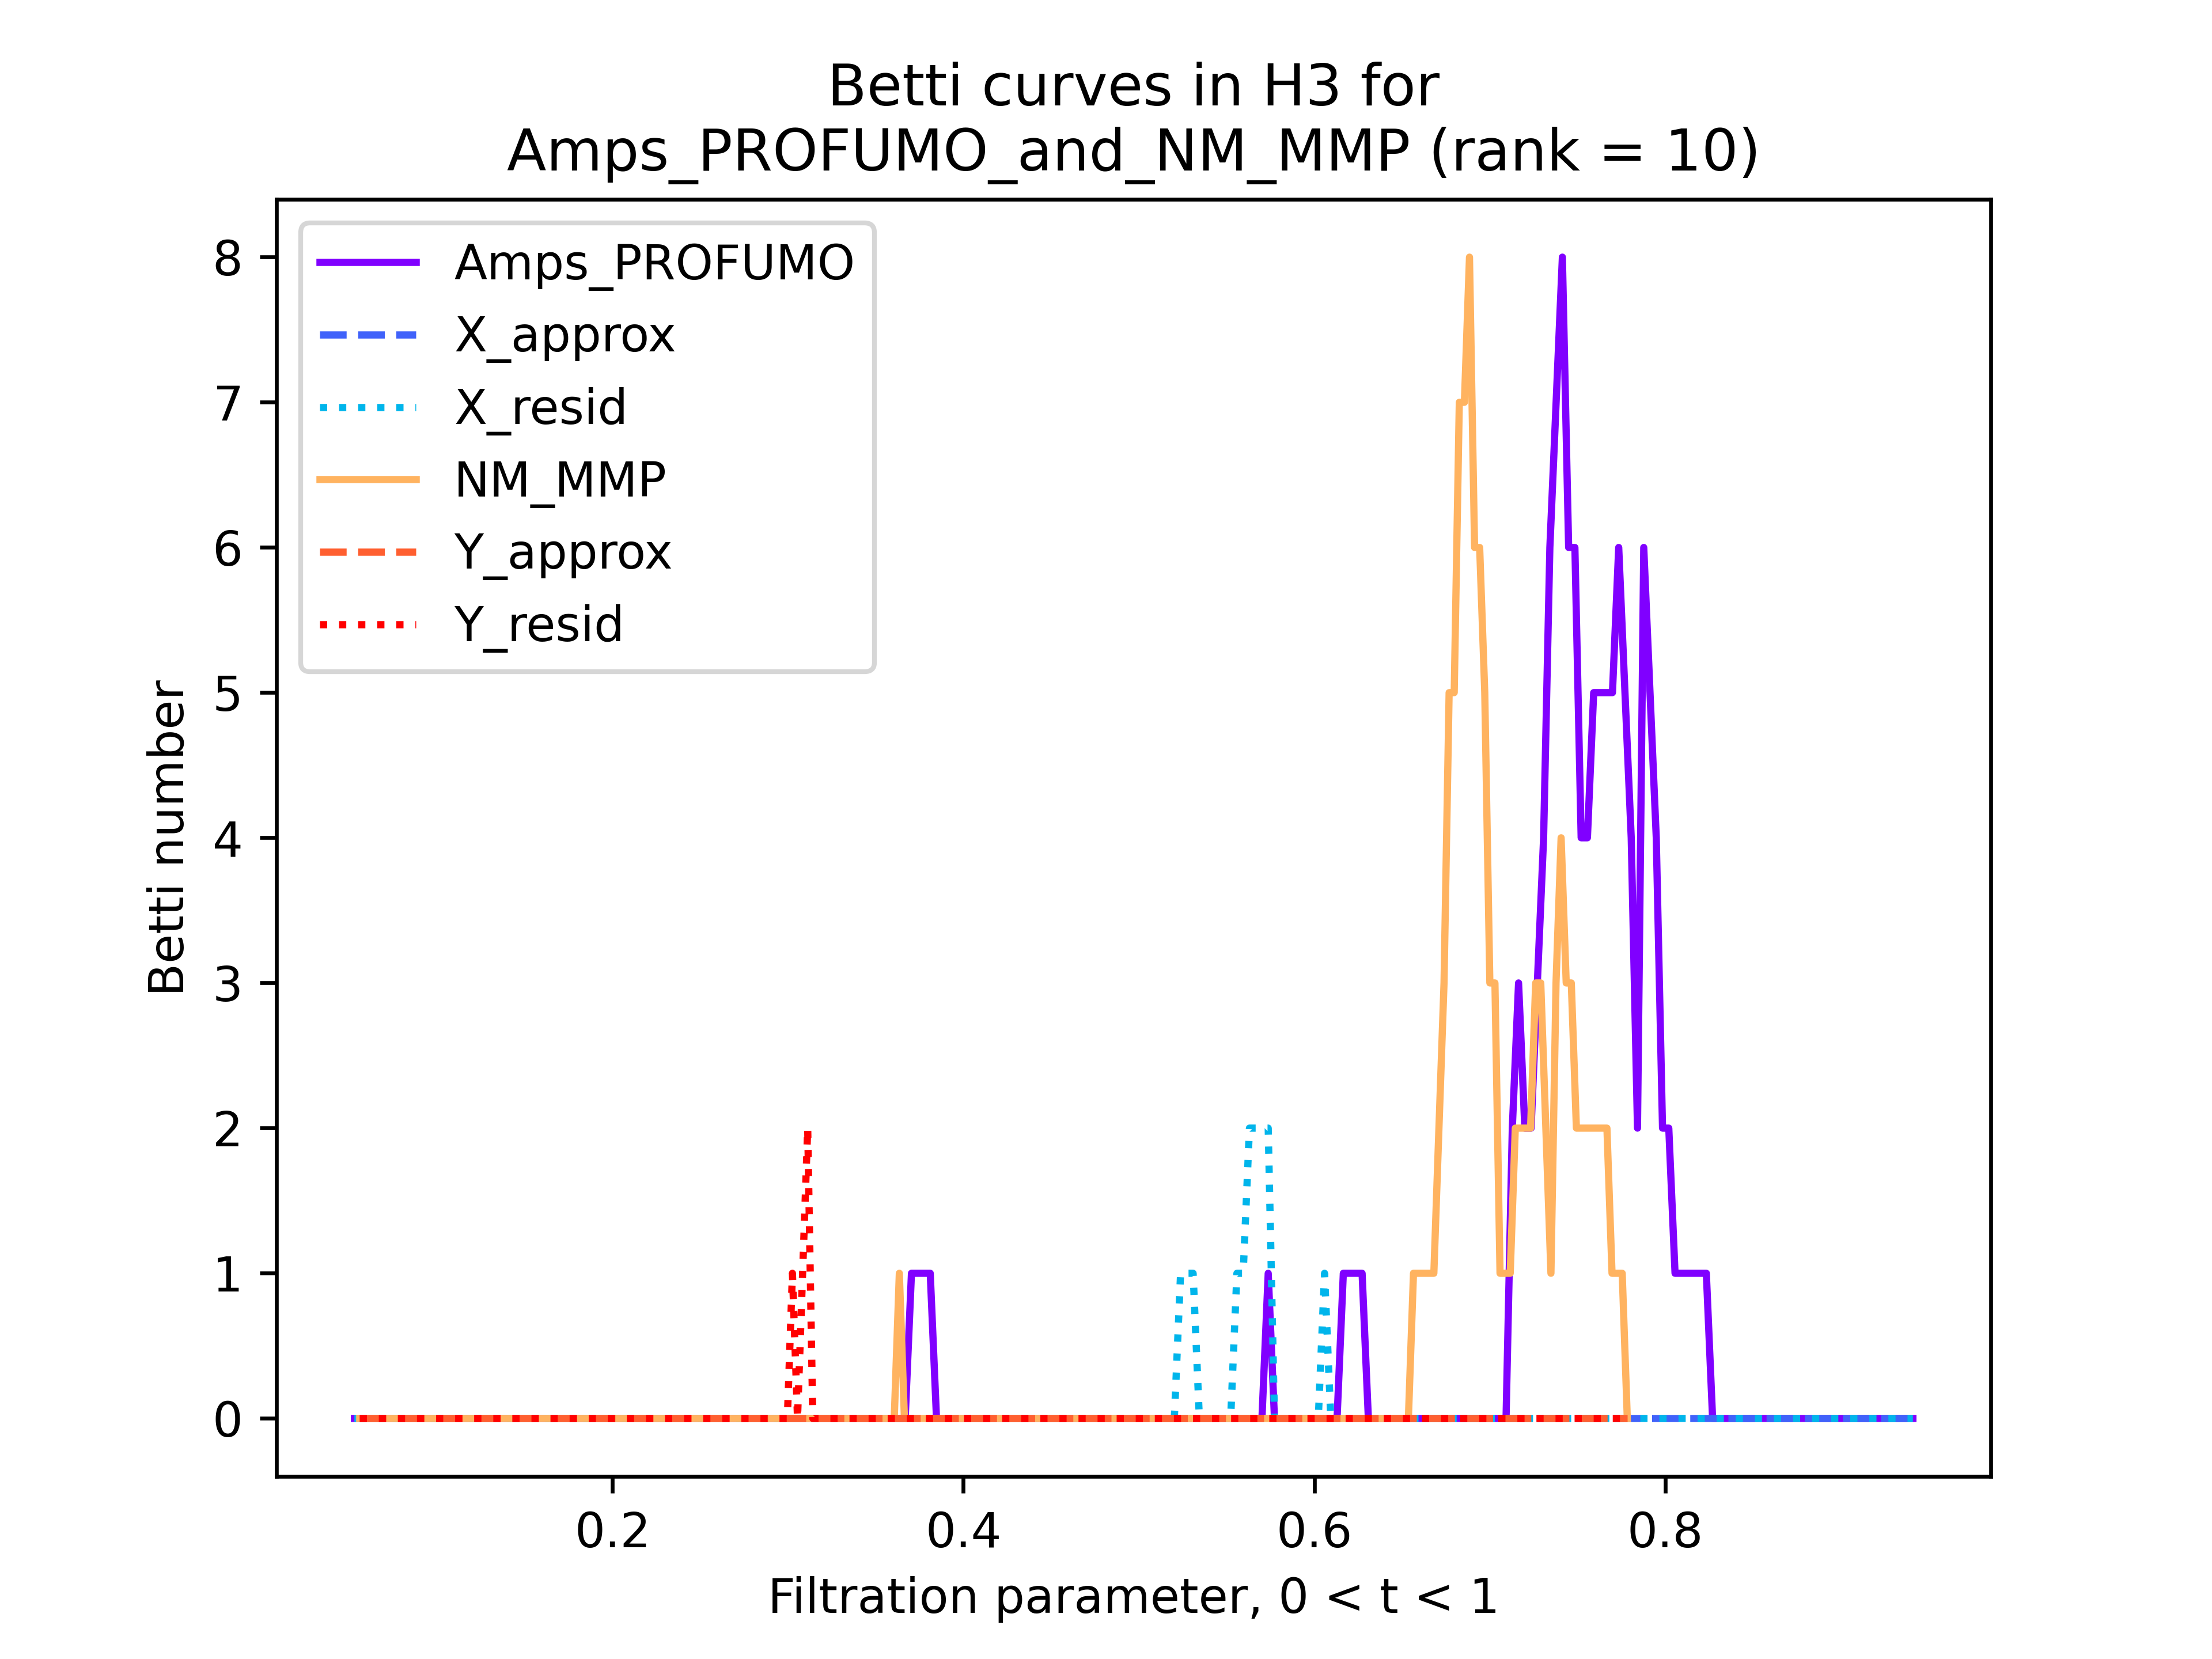 Betti curves in H3 for
Amps_PROFUMO_and_NM_MMP (rank = 10)
Amps_PROFUMO
X_approx
X_resid
NM_MMP
Y_approx
Y_resid
Betti number
8
7
6
5
4
3
2
1
0
0.2 0.4 0.6 0.8
Filtration parameter, 0 < t < 1